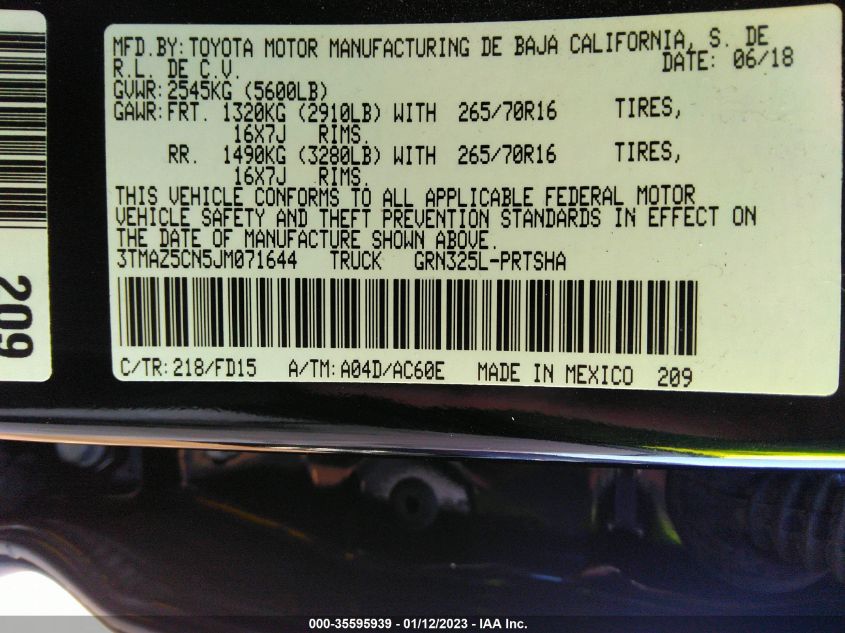 MFD.BY: TOYOTA MOTOR MANUFACTURING DE BAJA CALIFORNIA, S. DE
R.L. DE C.V. DATE: 06/18
GVWR: 2545KG (5600LB)
GAWR: FRT. 1320KG (2910LB) WITH 265/70R16 TIRES,
16X7J RIMS.
RR. 1490KG (3280LB) WITH 265/70R16 TIRES,
16X7J RIMS.
THIS VEHICLE CONFORMS TO ALL APPLICABLE FEDERAL MOTOR
VEHICLE SAFETY AND THEFT PREVENTION STANDARDS IN EFFECT ON
THE DATE OF MANUFACTURE SHOWN ABOVE.
3TMAZ5CN5JM071644 TRUCK GRN325L-PRTSHA
C/TR: 218/FD15 A/TM: A04D/AC60E MADE IN MEXICO 209
209
000-35595939 - 01/12/2023 - IAA Inc.